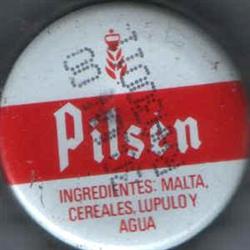 Pilsen
INGREDIENTES: MALTA,
CEREALES, LUPULO Y
AGUA